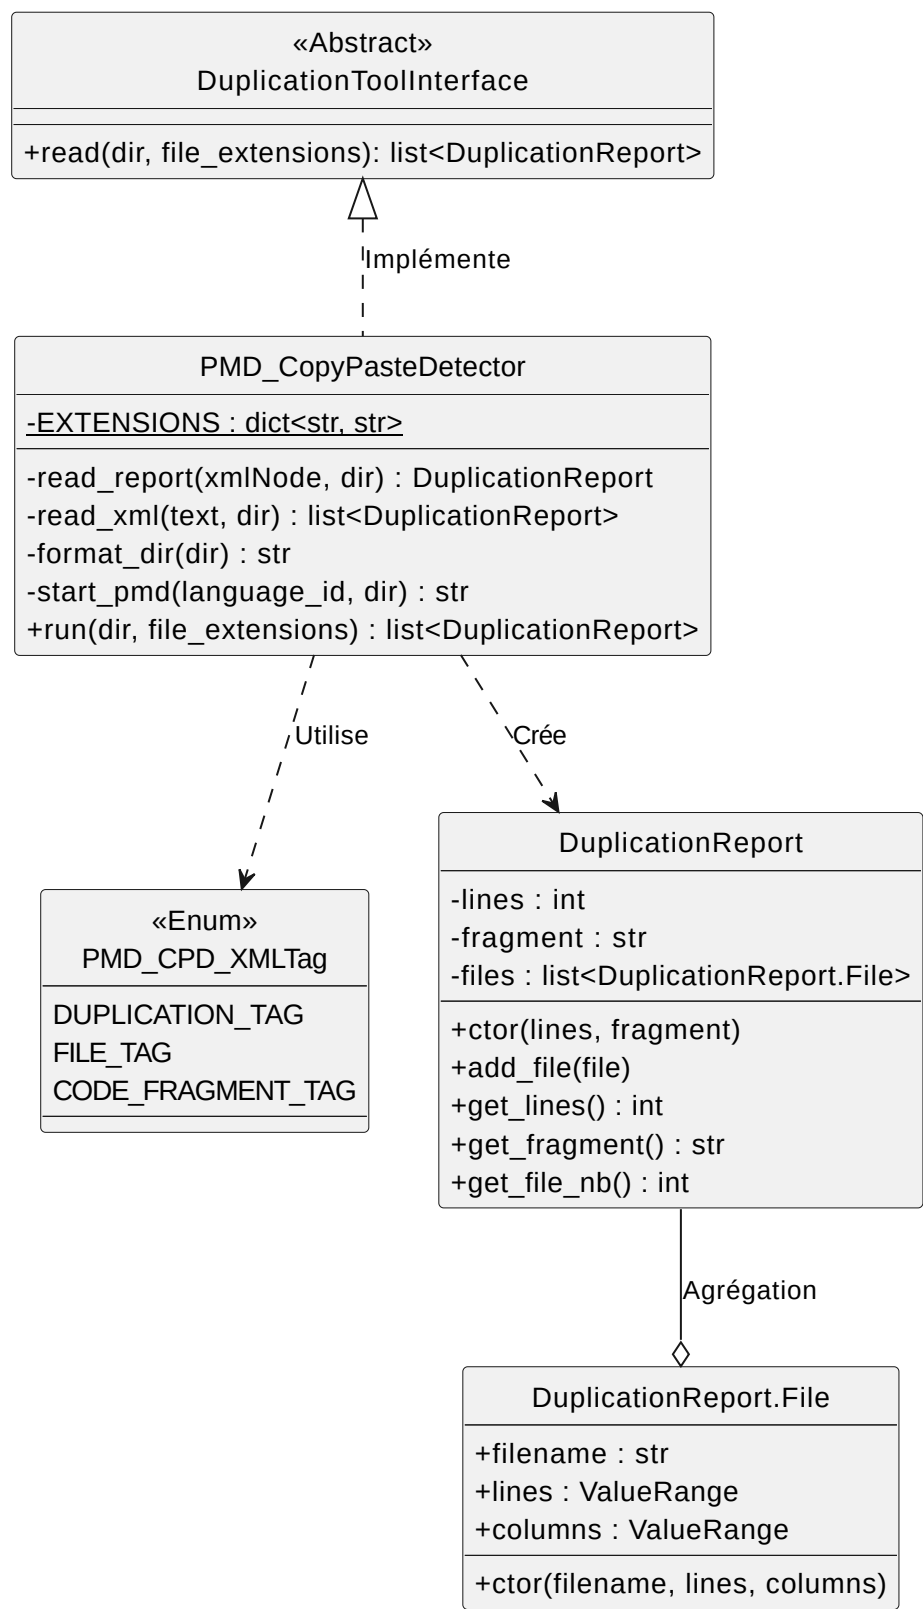 «Abstract»
DuplicationToolInterface
+read(dir, file_extensions): list<DuplicationReport>
Implémente
PMD_CopyPasteDetector
-EXTENSIONS : dict<str, str>
-read_report(xmlNode, dir) : DuplicationReport
-read_xml(text, dir) : list<DuplicationReport>
-format_dir(dir) : str
-start_pmd(language_id, dir) : str
+run(dir, file_extensions) : list<DuplicationReport>
Utilise
Crée
«Enum»
PMD_CPD_XMLTag
DUPLICATION_TAG
FILE_TAG
CODE_FRAGMENT_TAG
DuplicationReport
-lines : int
-fragment : str
-files : list<DuplicationReport.File>
+ctor(lines, fragment)
+add_file(file)
+get_lines() : int
+get_fragment() : str
+get_file_nb() : int
Agrégation
DuplicationReport.File
+filename : str
+lines : ValueRange
+columns : ValueRange
+ctor(filename, lines, columns)